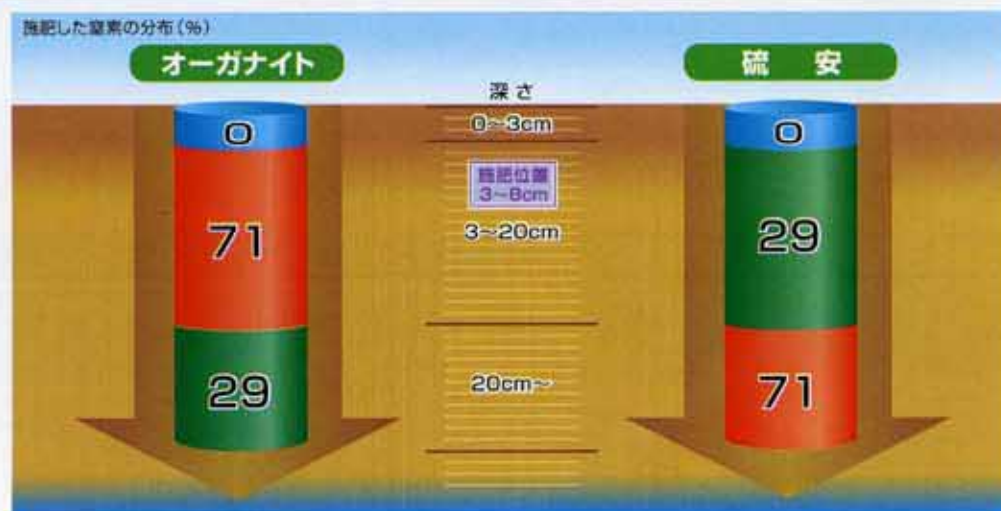 施肥した窒素の分布(%)
オーガナイト
硫 安
深さ
0～3cm
0
0
施肥位置
3～8cm
71
3～20cm
29
29
20cm～
71